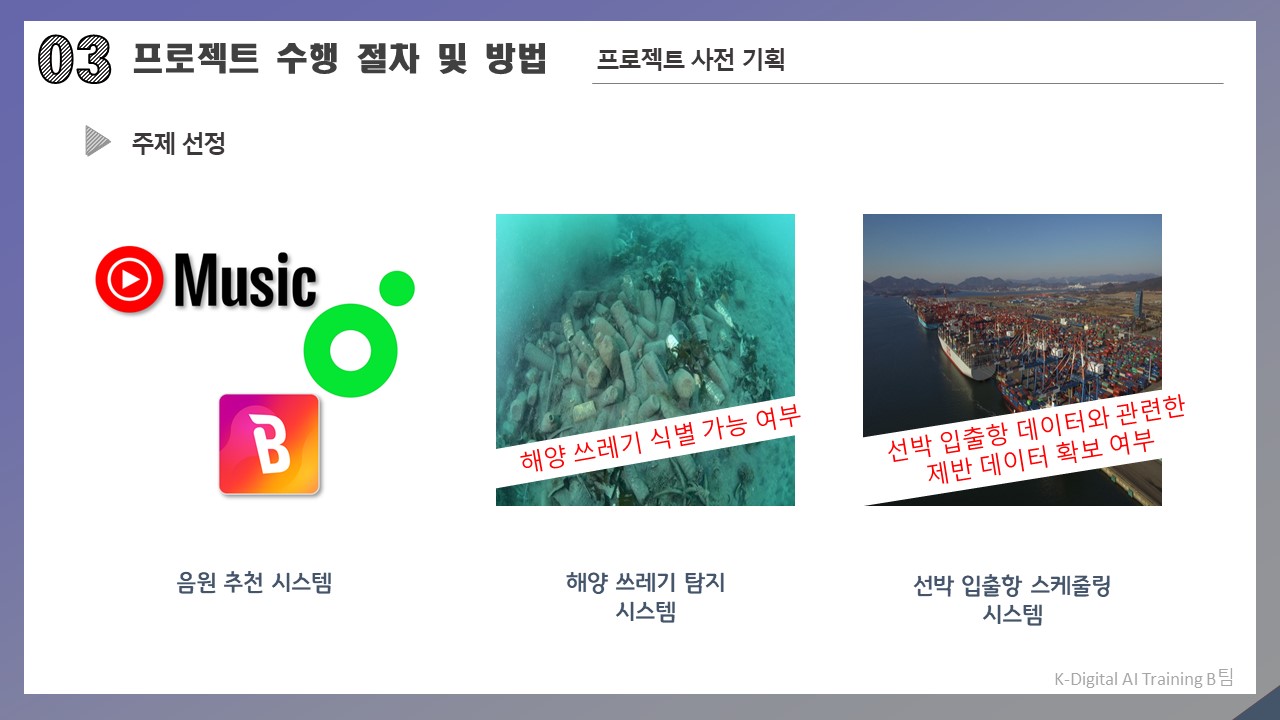 03 프로젝트 수행 절차 및 방법
프로젝트 사전 기획
주제 선정
Music
B
해양 쓰레기 식별 가능 여부
선박 입출항 데이터와 관련한
제반 데이터 확보 여부
음원 추천 시스템
해양 쓰레기 탐지
시스템
선박 입출항 스케줄링
시스템
K-Digital AI Training B팀